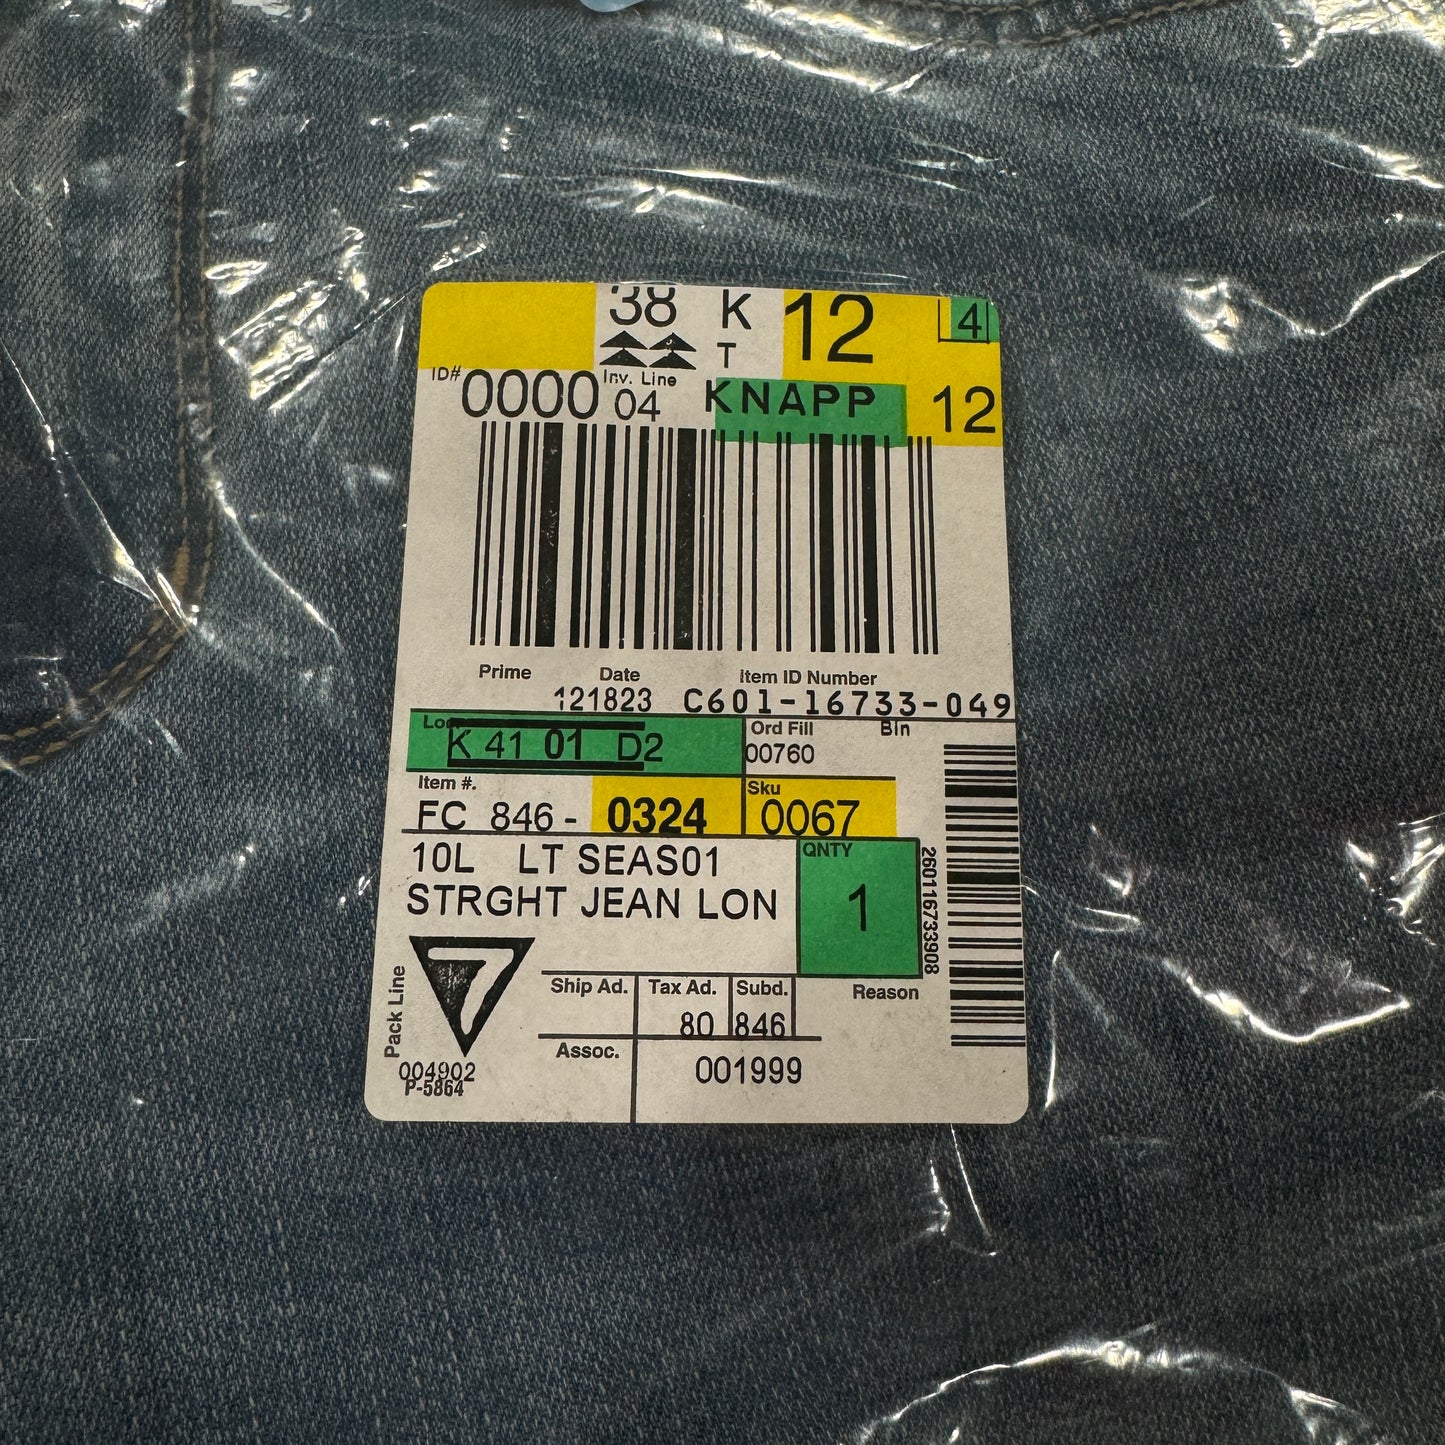 38 K 12 4
T
ID# 0000 Inv. Line 04 KNAPP 12
Prime Date Item ID Number
121823 C601-16733-049
Ord Fill Bin
K 41 01 D2 00760
Item #. Sku
FC 846 - 0324 0067
10L LT SEAS01 QNTY
STRGHT JEAN LON 1
260116733908
7
Pack Line
Ship Ad. Tax Ad. Subd. Reason
80 846
Assoc.
001999
004902
P-5864